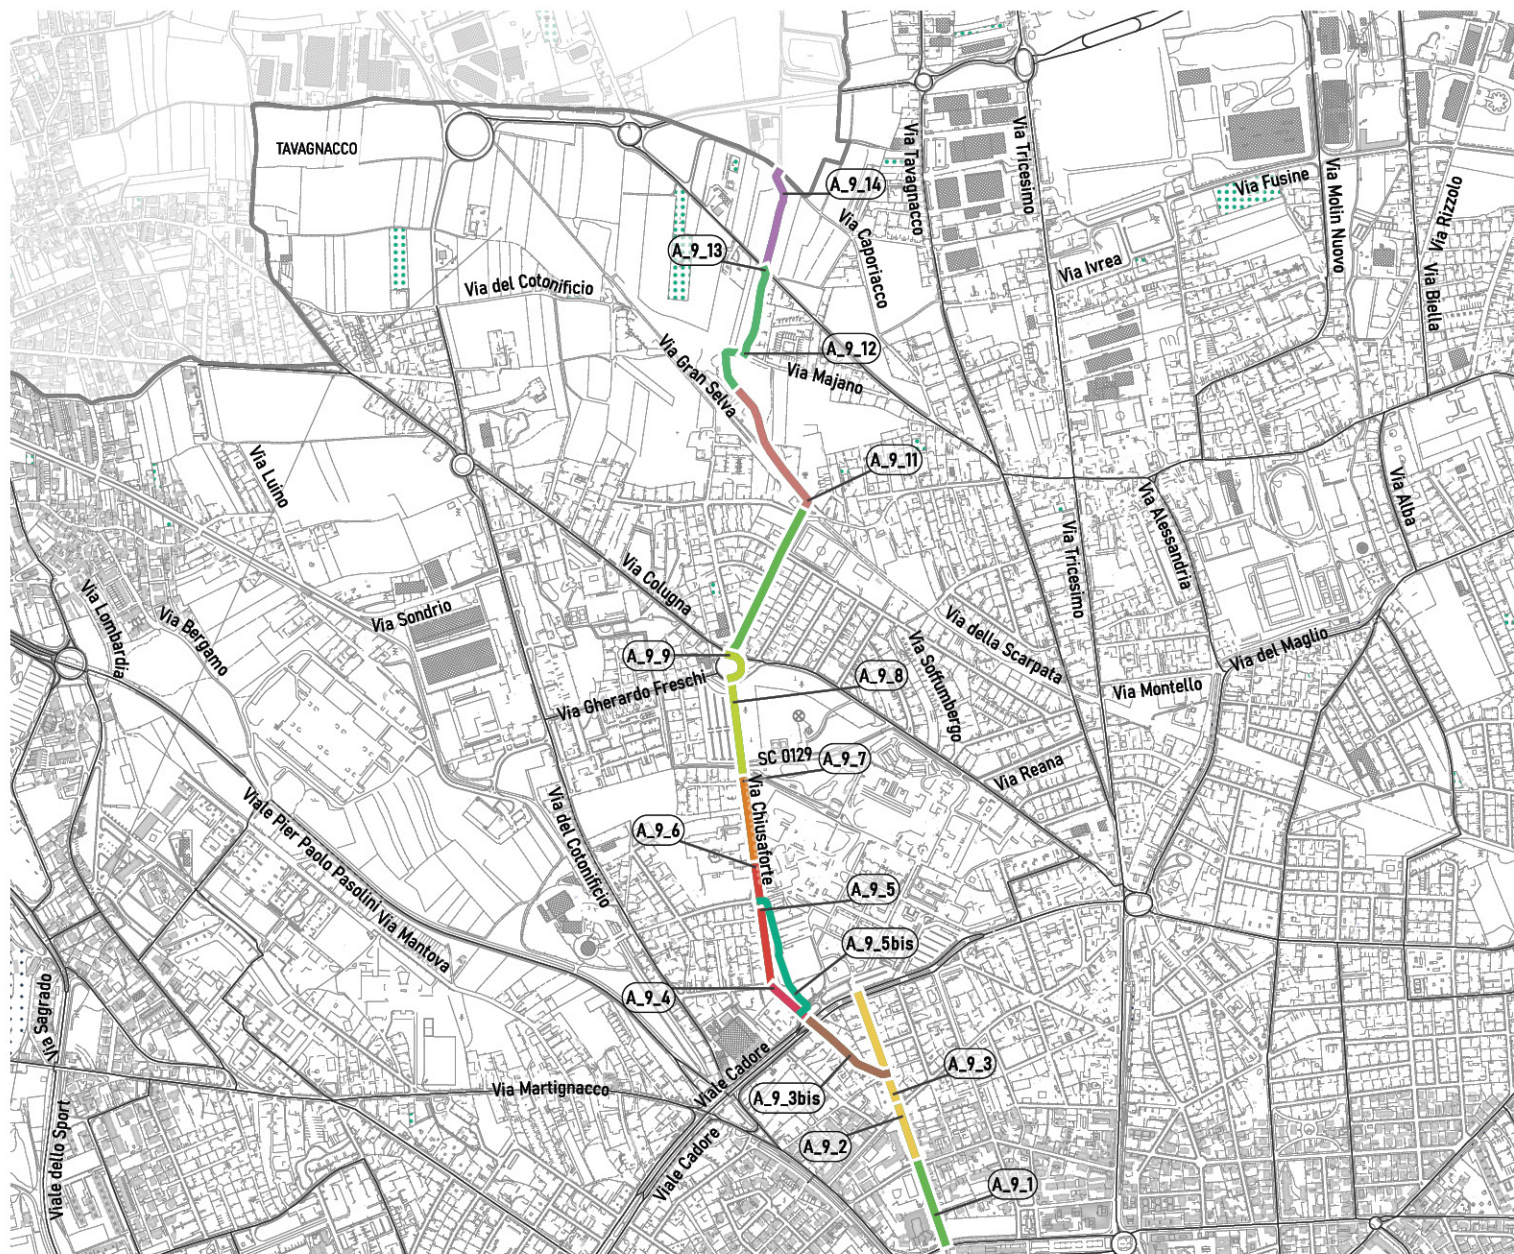 TAVAGNACCO
Via Tavagnacco
Via Tricesimo
Via Fusine
Via Molin Nuovo
Via Rizzolo
A_9_14
Via Caporiacco
A_9_13
Via Ivrea
Via Biella
Via del Cotonificio
A_9_12
Via Gran Selva
Via Majano
A_9_11
Via Luino
Via Alba
Via Alessandria
Via Tricesimo
Via Colugna
Via Lombardia
Via Bergamo
Via Sondrio
Via della Scarpata
Via Soffumbergo
Via del Maglio
A_9_9
A_9_8
Via Gherardo Freschi
Via Montello
SC 0129
A_9_7
Via Reana
Via Chiusaforte
Viale Pier Paolo Pasolini
Via del Cotonificio
A_9_6
A_9_5
Via Mantova
A_9_5bis
A_9_4
Via Sagrado
Viale Cadore
A_9_3
Via Martignacco
A_9_3bis
A_9_2
Viale Cadore
Viale dello Sport
A_9_1